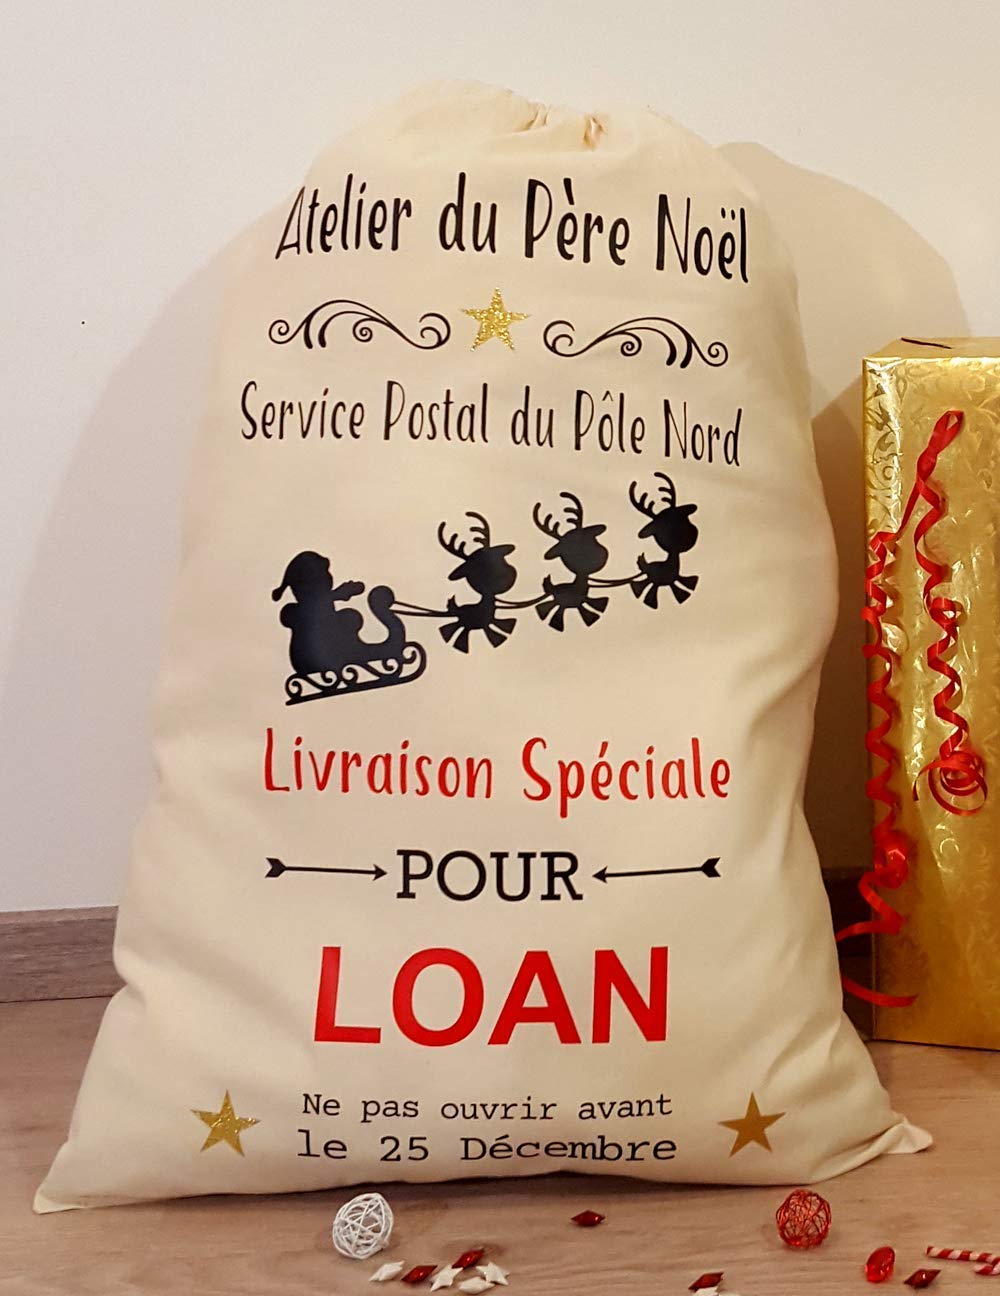 Atelier du Père Noël
Service Postal du Pôle Nord
Livraison Spéciale
POUR
LOAN
Ne pas ouvrir avant
le 25 Décembre